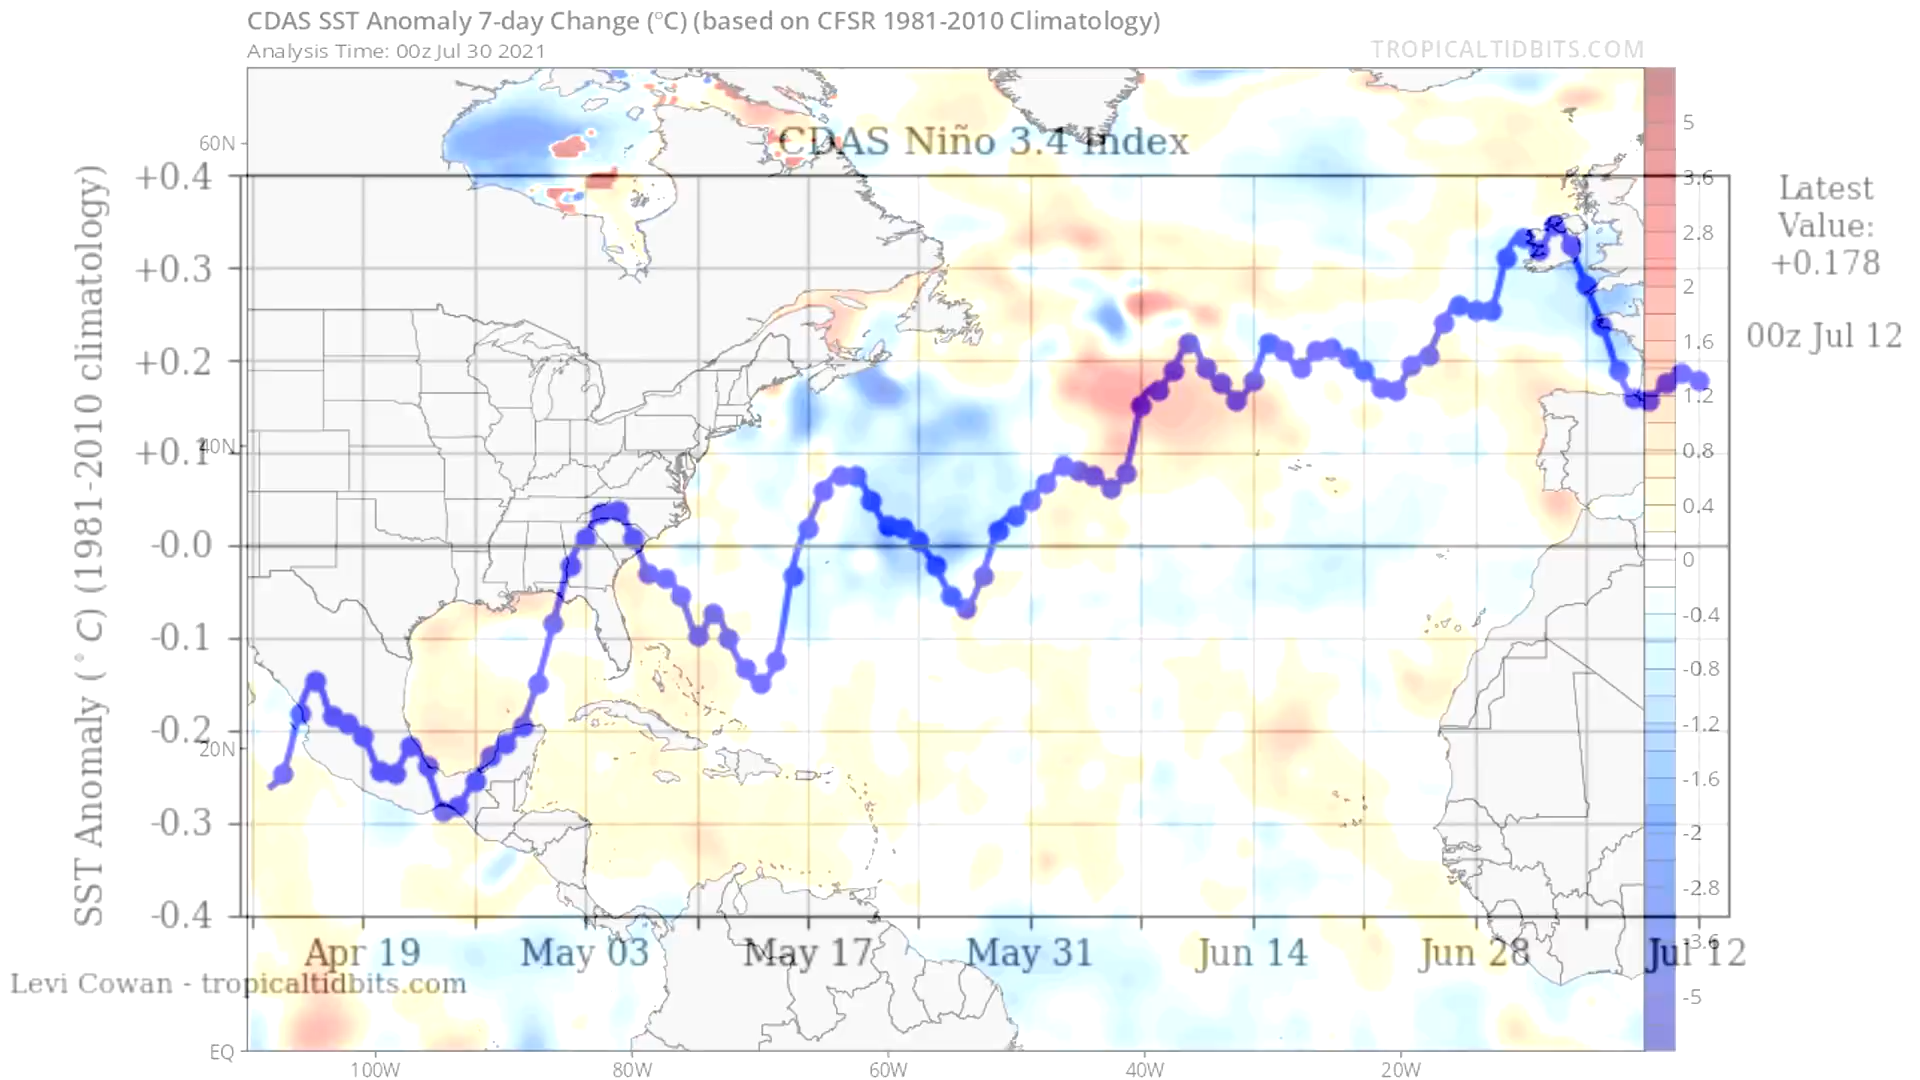 CDAS SST Anomaly 7-day Change (°C) (based on CFSR 1981-2010 Climatology)
Analysis Time: 00z Jul 30 2021
TROPICALTIDBITS.COM
CDAS Niño 3.4 Index
SST Anomaly (°C) (1981-2010 climatology)
+0.4
+0.3
+0.2
+0.1
-0.0
-0.1
-0.2
-0.3
-0.4
60N
40N
20N
EQ
5
3.6
2.8
2
1.6
1.2
0.8
0.4
0
-0.4
-0.8
-1.2
-1.6
-2
-2.8
-3.6
-5
Latest
Value:
+0.178
00z Jul 12
Apr 19 May 03 May 17 May 31 Jun 14 Jun 28 Jul 12
Levi Cowan - tropicaltidbits.com
100W 80W 60W 40W 20W